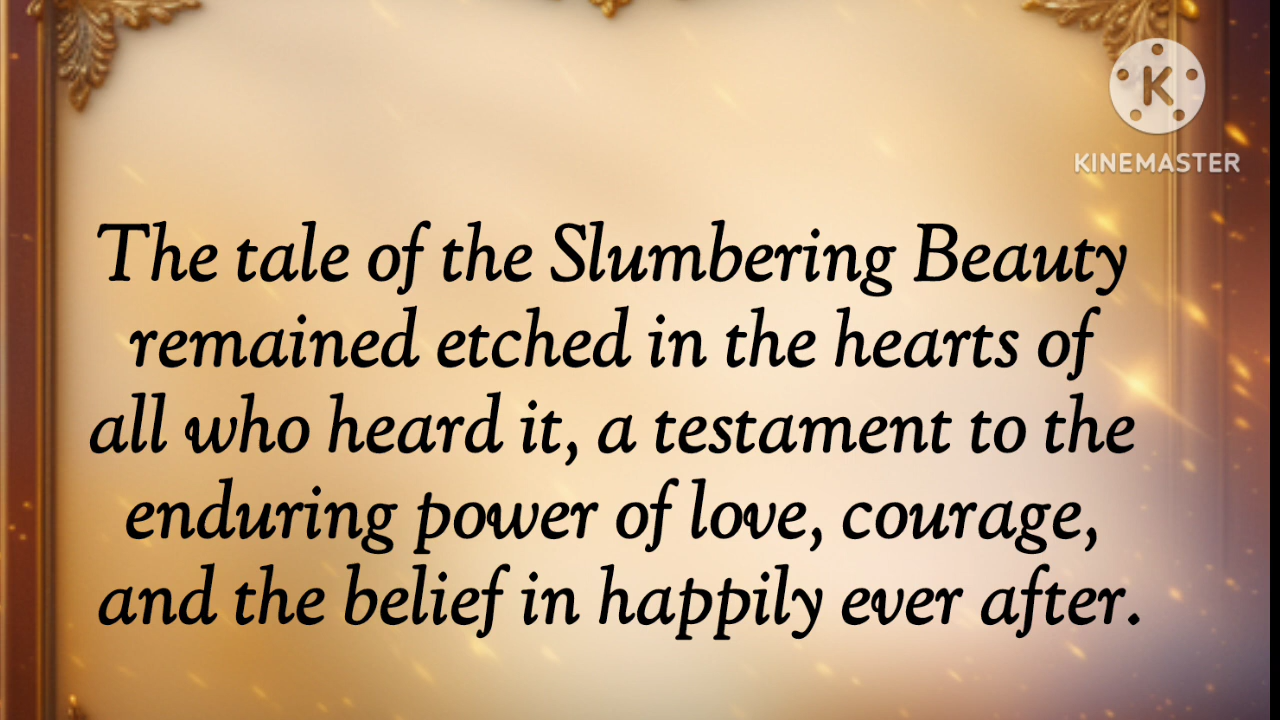 K
KINEMASTER
The tale of the Slumbering Beauty
remained etched in the hearts of
all who heard it, a testament to the
enduring power of love, courage,
and the belief in happily ever after.